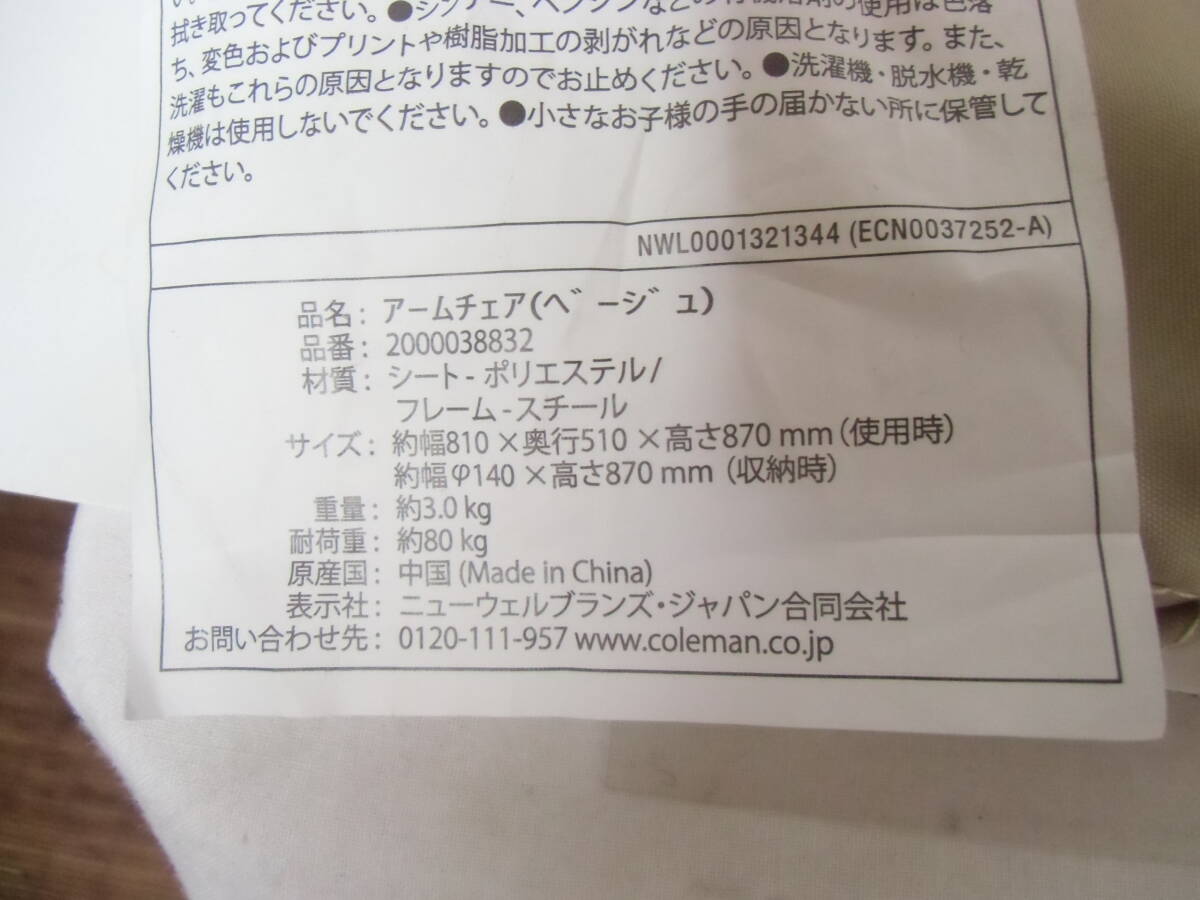 拭き取ってください。●シンナー、ベンジンなどの有機溶剤の使用は色落
ち、変色およびプリントや樹脂加工の剥がれなどの原因となります。また、
洗濯もこれらの原因となりますのでお止めください。●洗濯機・脱水機・乾
燥機は使用しないでください。●小さなお子様の手の届かない所に保管して
ください。
NWL0001321344 (ECN0037252-A)
品名: アームチェア(ベージュ)
品番: 2000038832
材質: シート - ポリエステル /
フレーム - スチール
サイズ: 約幅810 × 奥行510 × 高さ870 mm (使用時)
約幅φ140 × 高さ870 mm (収納時)
重量: 約3.0 kg
耐荷重: 約80 kg
原産国: 中国 (Made in China)
表示社: ニューウェルブランズ・ジャパン合同会社
お問い合わせ先: 0120-111-957 www.coleman.co.jp